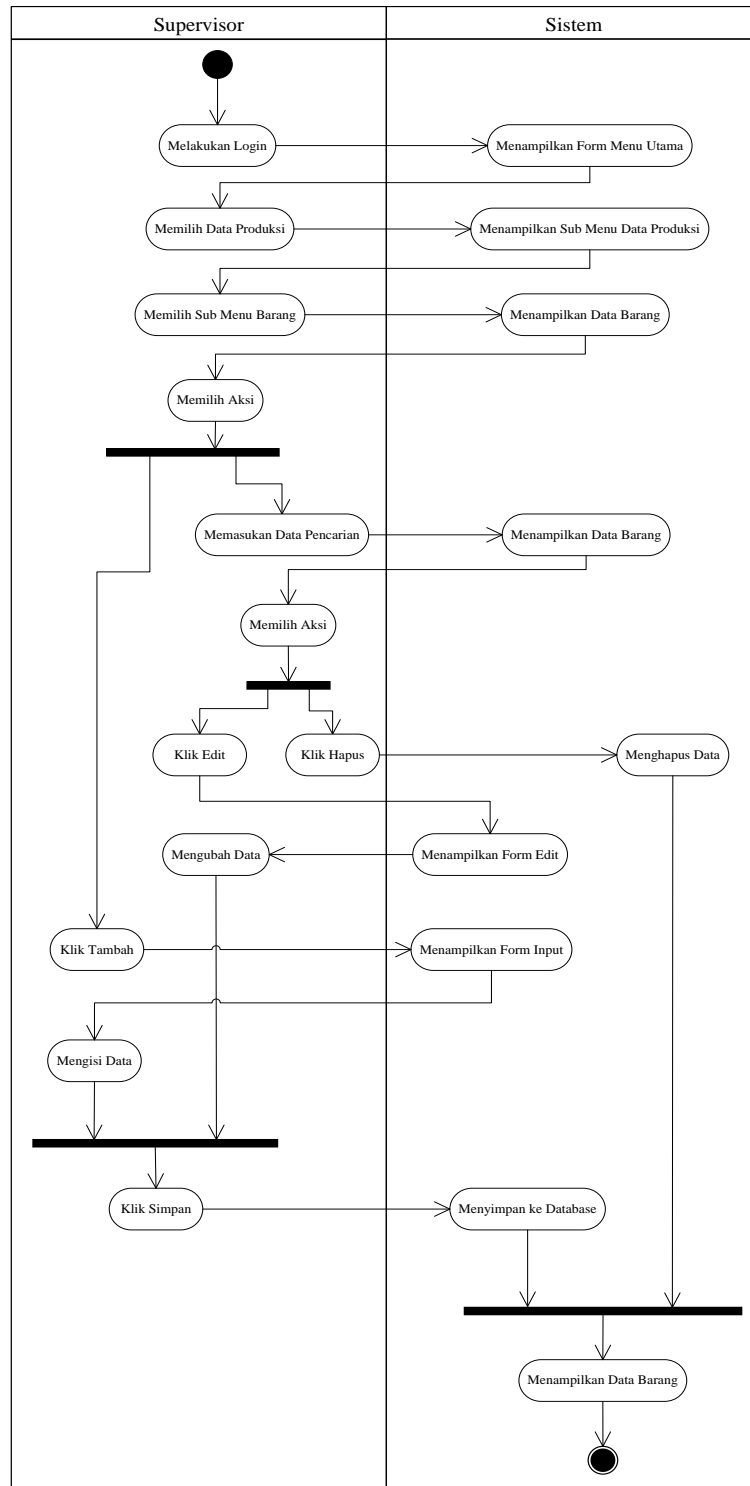 Supervisor
Sistem
Melakukan Login
Menampilkan Form Menu Utama
Memilih Data Produksi
Menampilkan Sub Menu Data Produksi
Memilih Sub Menu Barang
Menampilkan Data Barang
Memilih Aksi
Memasukan Data Pencarian
Menampilkan Data Barang
Memilih Aksi
Klik Edit
Klik Hapus
Menghapus Data
Mengubah Data
Menampilkan Form Edit
Klik Tambah
Menampilkan Form Input
Mengisi Data
Klik Simpan
Menyimpan ke Database
Menampilkan Data Barang